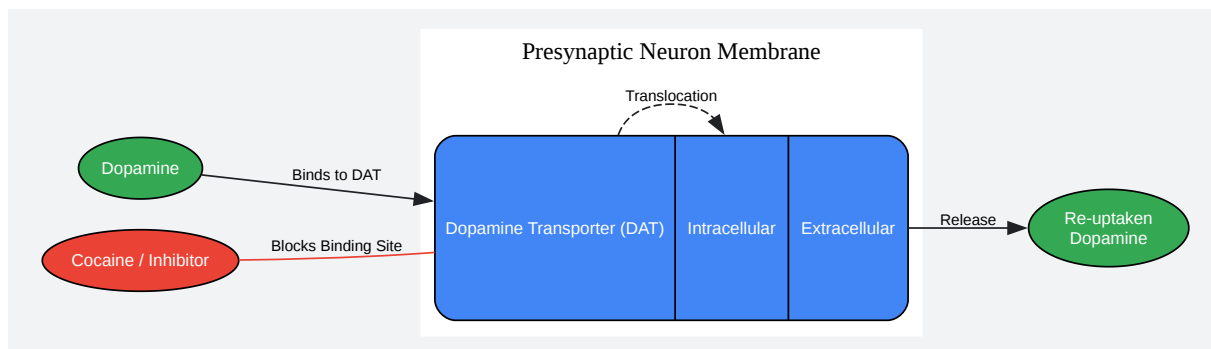 Presynaptic Neuron Membrane
Translocation
Dopamine
Binds to DAT
Dopamine Transporter (DAT)
Intracellular
Extracellular
Release
Re-uptaken
Dopamine
Blocks Binding Site
Cocaine / Inhibitor